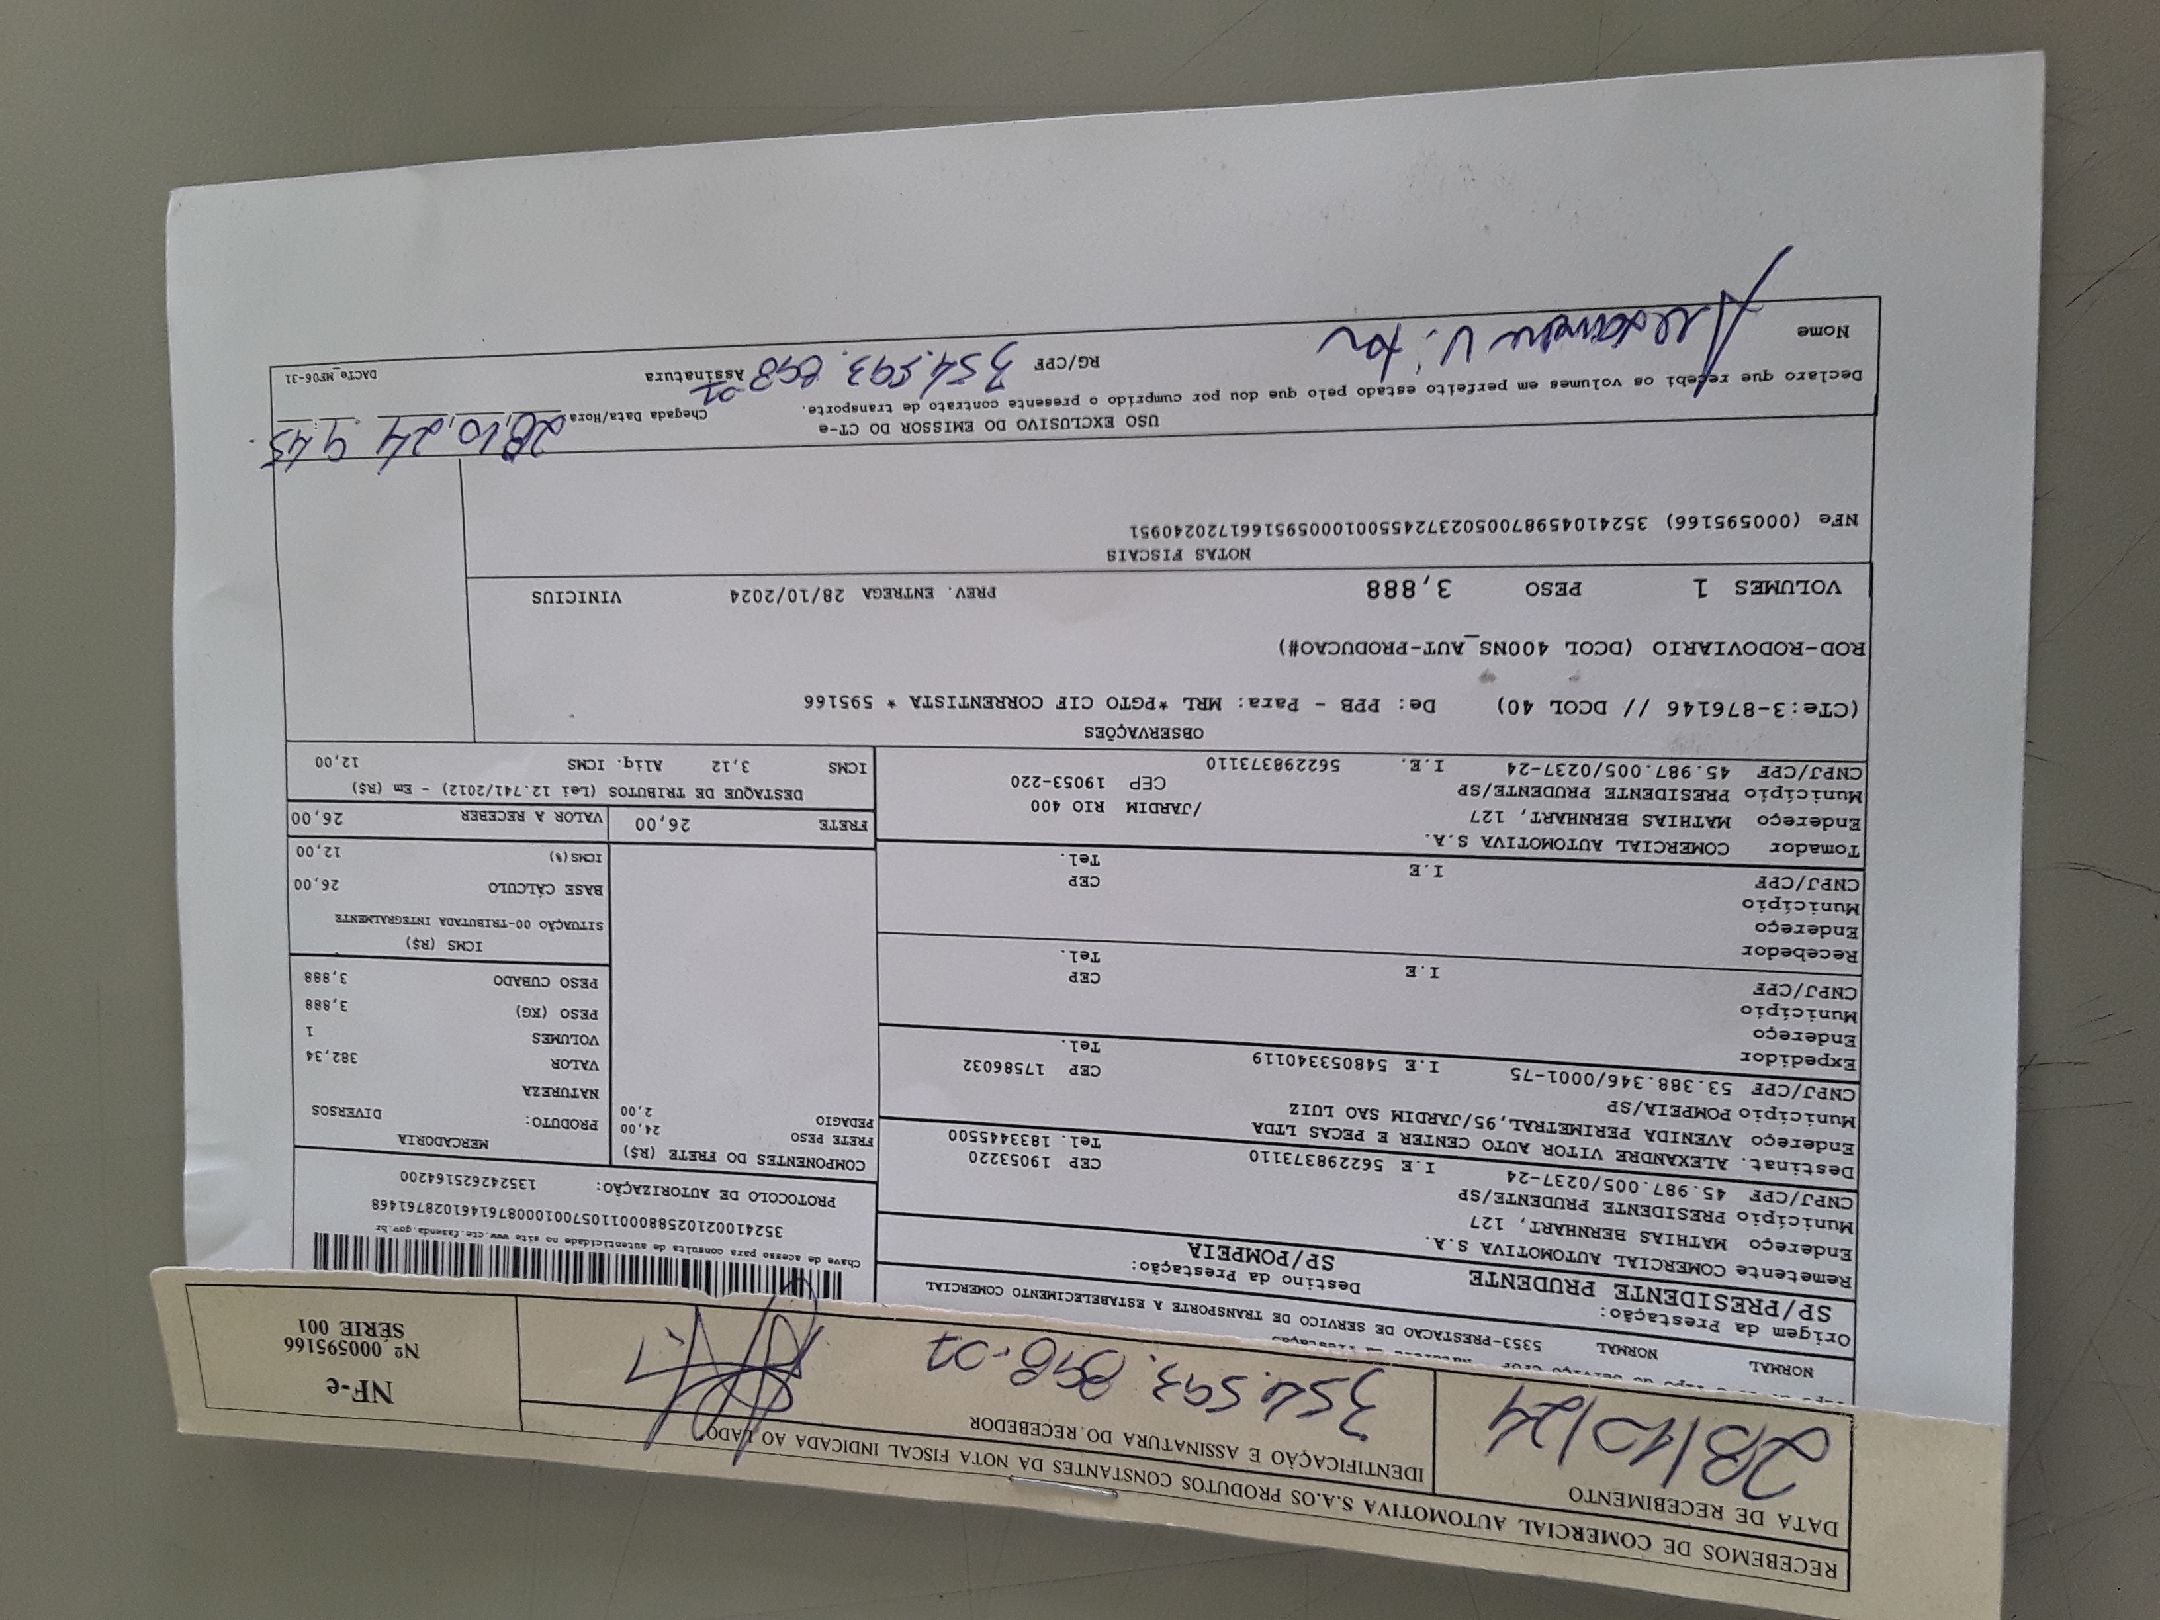 RECEBEMOS DE COMERCIAL AUTOMOTIVA S.A.OS PRODUTOS CONSTANTES DA NOTA FISCAL INDICADA AO LADO
DATA DE RECEBIMENTO
28/10/24
IDENTIFICAÇÃO E ASSINATURA DO RECEBEDOR
354.593.898-02
NF-e
Nº 000595166
SÉRIE 001
NORMAL NORMAL 5353-PRESTACAO DE SERVICO DE TRANSPORTE A ESTABELECIMENTO COMERCIAL
Origem da Prestação:
SP/PRESIDENTE PRUDENTE
Destino da Prestação:
SP/POMPEIA
Remetente COMERCIAL AUTOMOTIVA S.A.
Endereço MATHIAS BERNHART, 127
Município PRESIDENTE PRUDENTE/SP CEP 19053220
CNPJ/CPF 45.987.005/0237-24 I.E 562298373110 Tel. 1833445500
Destinat. ALEXANDRE VITOR AUTO CENTER E PECAS LTDA
Endereço AVENIDA PERIMETRAL,95/JARDIM SAO LUIZ
Município POMPEIA/SP CEP 17586032
CNPJ/CPF 53.388.346/0001-75 I.E 548053340119 Tel.
Expedidor
Endereço
Município CEP
CNPJ/CPF I.E Tel.
Recebedor
Endereço
Município CEP
CNPJ/CPF I.E Tel.
Tomador COMERCIAL AUTOMOTIVA S.A.
Endereço MATHIAS BERNHART, 127 /JARDIM RIO 400
Município PRESIDENTE PRUDENTE/SP CEP 19053-220
CNPJ/CPF 45.987.005/0237-24 I.E. 562298373110
Chave de acesso para consulta de autenticidade no site www.cte.fazenda.gov.br
35241002102588000110570010008761461028761468
PROTOCOLO DE AUTORIZAÇÃO: 135242625164200
COMPONENTES DO FRETE (R$)
FRETE PESO 24,00
PEDAGIO 2,00
MERCADORIA
PRODUTO: DIVERSOS
NATUREZA
VALOR 382,34
VOLUMES 1
PESO (KG) 3,888
PESO CUBADO 3,888
ICMS (R$)
SITUAÇÃO 00-TRIBUTADA INTEGRALMENTE
BASE CÁLCULO 26,00
ICMS(%) 12,00
FRETE 26,00 VALOR A RECEBER 26,00
DESTAQUE DE TRIBUTOS (Lei 12.741/2012) - Em (R$)
ICMS 3,12 Aliq. ICMS 12,00
OBSERVAÇÕES
(CTe:3-876146 // DCOL 40) De: PPB - Para: MRL *PGTO CIF CORRENTISTA * 595166
ROD-RODOVIARIO (DCOL 400NS_AUT-PRODUCAO#)
VOLUMES 1 PESO 3,888 PREV. ENTREGA 28/10/2024 VINICIUS
NOTAS FISCAIS
NFe (000595166) 35241045987005023724550010005951661720240951
USO EXCLUSIVO DO EMISSOR DO CT-e
Declaro que recebi os volumes em perfeito estado pelo que dou por cumprido o presente contrato de transporte.
Chegada Data/Hora 28,10,24 9:45
Nome Alexandre Vitor RG/CPF 354.593.898 02 Assinatura
DACTe_MF06-31